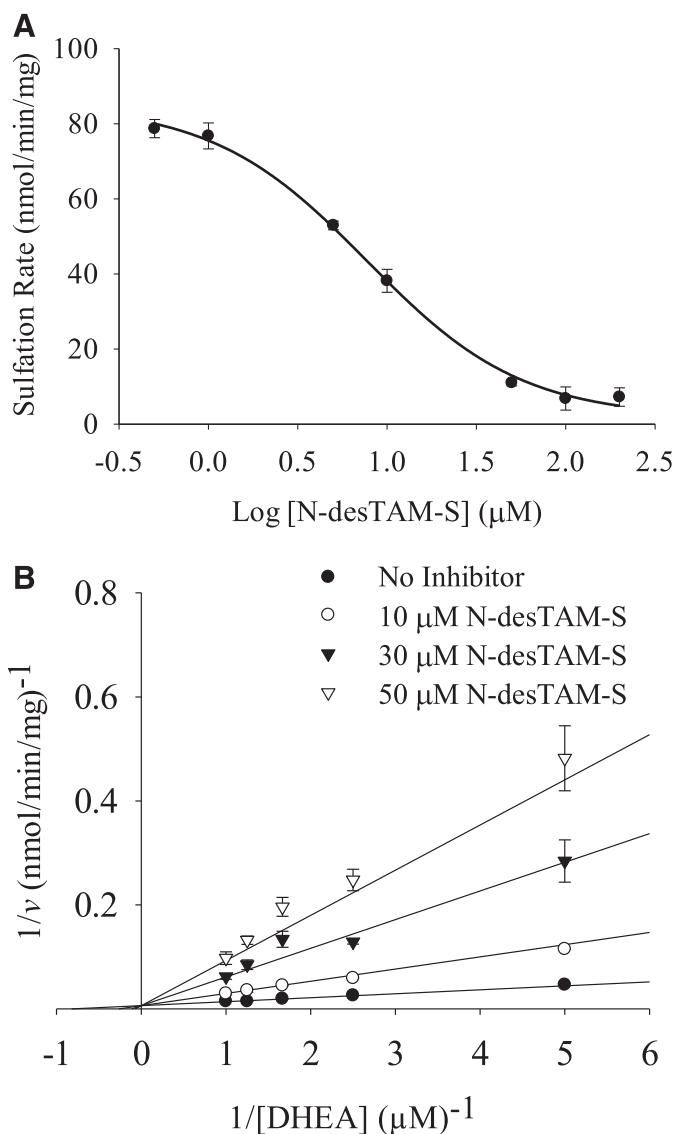 A
Sulfation Rate (nmol/min/mg)
100
80
60
40
20
0
-0.5 0.0 0.5 1.0 1.5 2.0 2.5
Log [N-desTAM-S] (μM)
B
No Inhibitor
10 μM N-desTAM-S
30 μM N-desTAM-S
50 μM N-desTAM-S
1/v (nmol/min/mg)-1
0.8
0.6
0.4
0.2
-1 0 1 2 3 4 5 6
1/[DHEA] (μM)-1